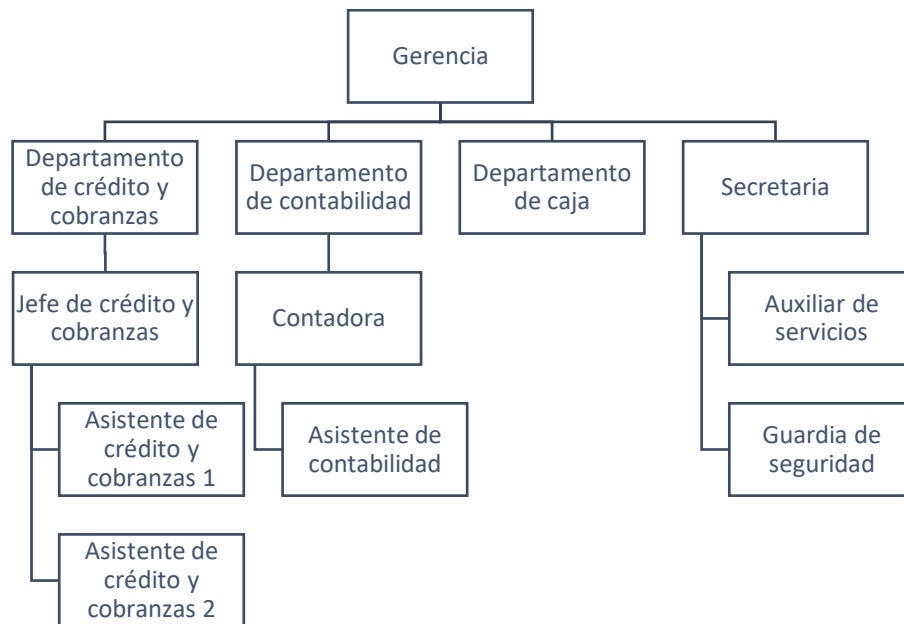 Gerencia
Departamento
de crédito y
cobranzas
Departamento
de contabilidad
Departamento
de caja
Secretaria
Jefe de crédito y
cobranzas
Contadora
Auxiliar de
servicios
Asistente de
crédito y
cobranzas 1
Asistente de
contabilidad
Guardia de
seguridad
Asistente de
crédito y
cobranzas 2